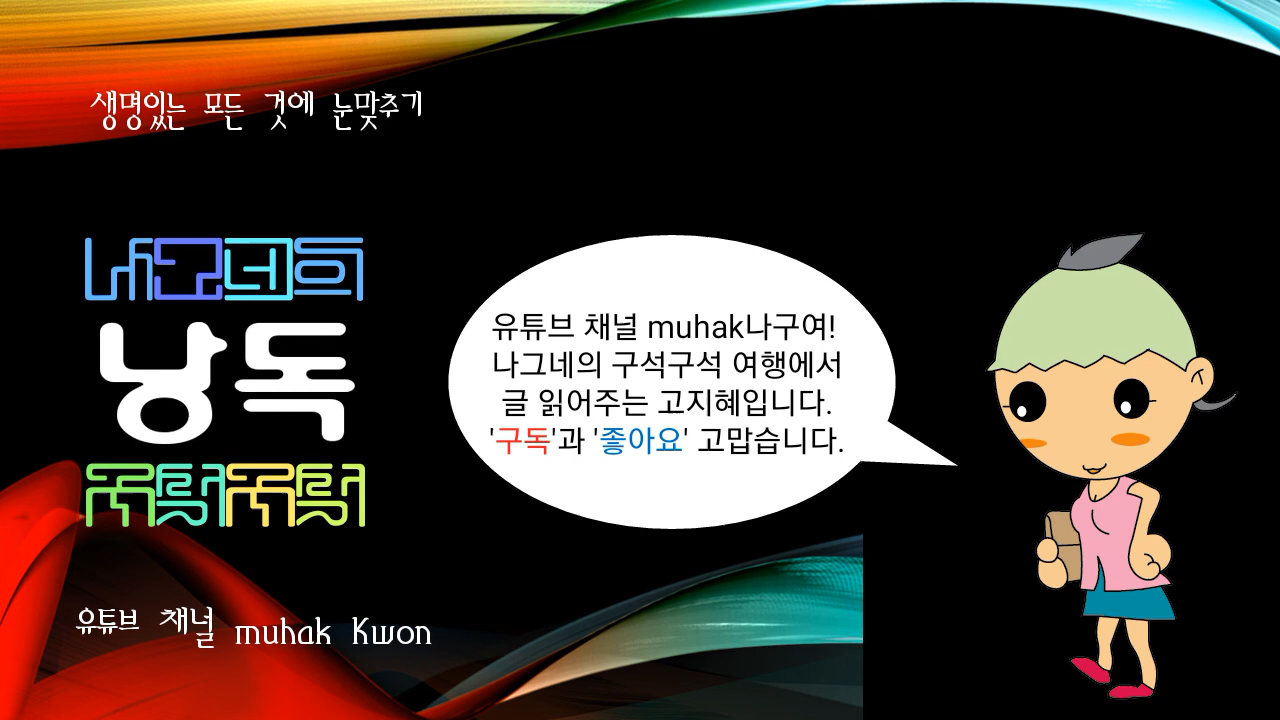 생명있는 모든 것에 눈맞추기
나그네의
낭독
구석구석
유튜브 채널 muhak나구여!
나그네의 구석구석 여행에서
글 읽어주는 고지혜입니다.
'구독'과 '좋아요' 고맙습니다.
유튜브 채널 muhak Kwon